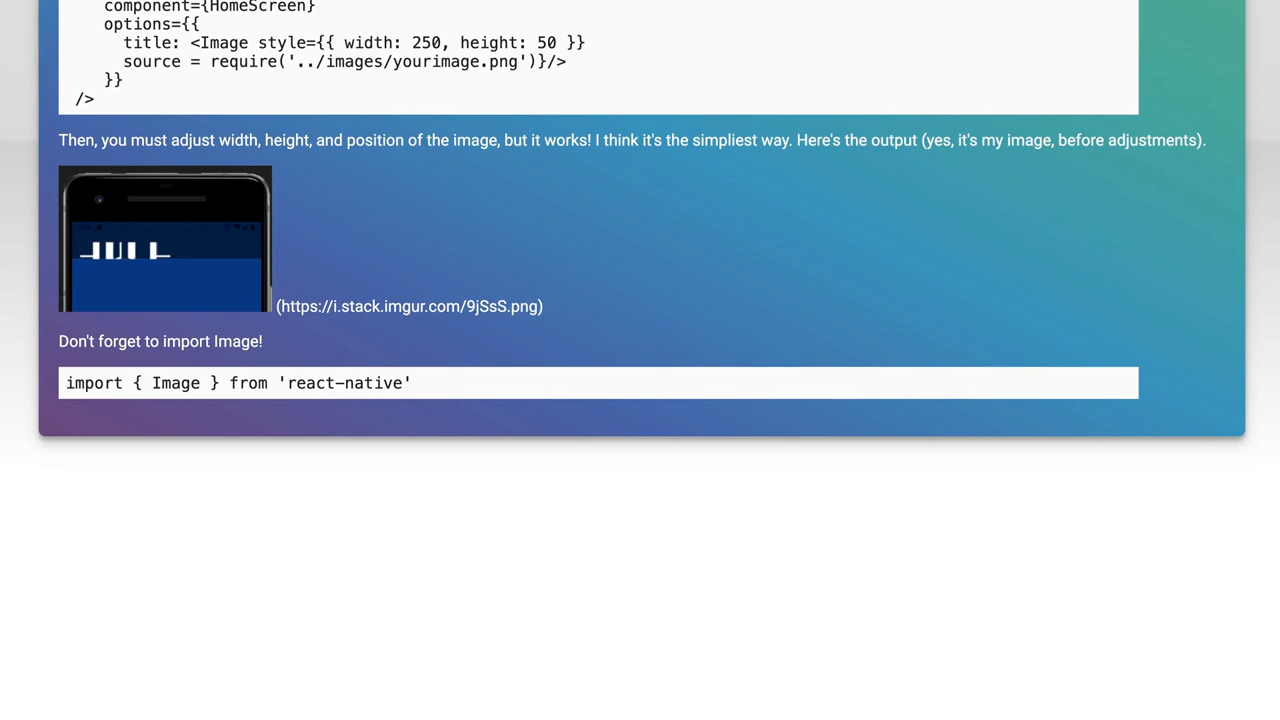 component={HomeScreen}
options={{
title: <Image style={{ width: 250, height: 50 }}
source = require('../images/yourimage.png')}/>
}}
/>
Then, you must adjust width, height, and position of the image, but it works! I think it's the simpliest way. Here's the output (yes, it's my image, before adjustments).
(https://i.stack.imgur.com/9jSsS.png)
Don't forget to import Image!
import { Image } from 'react-native'